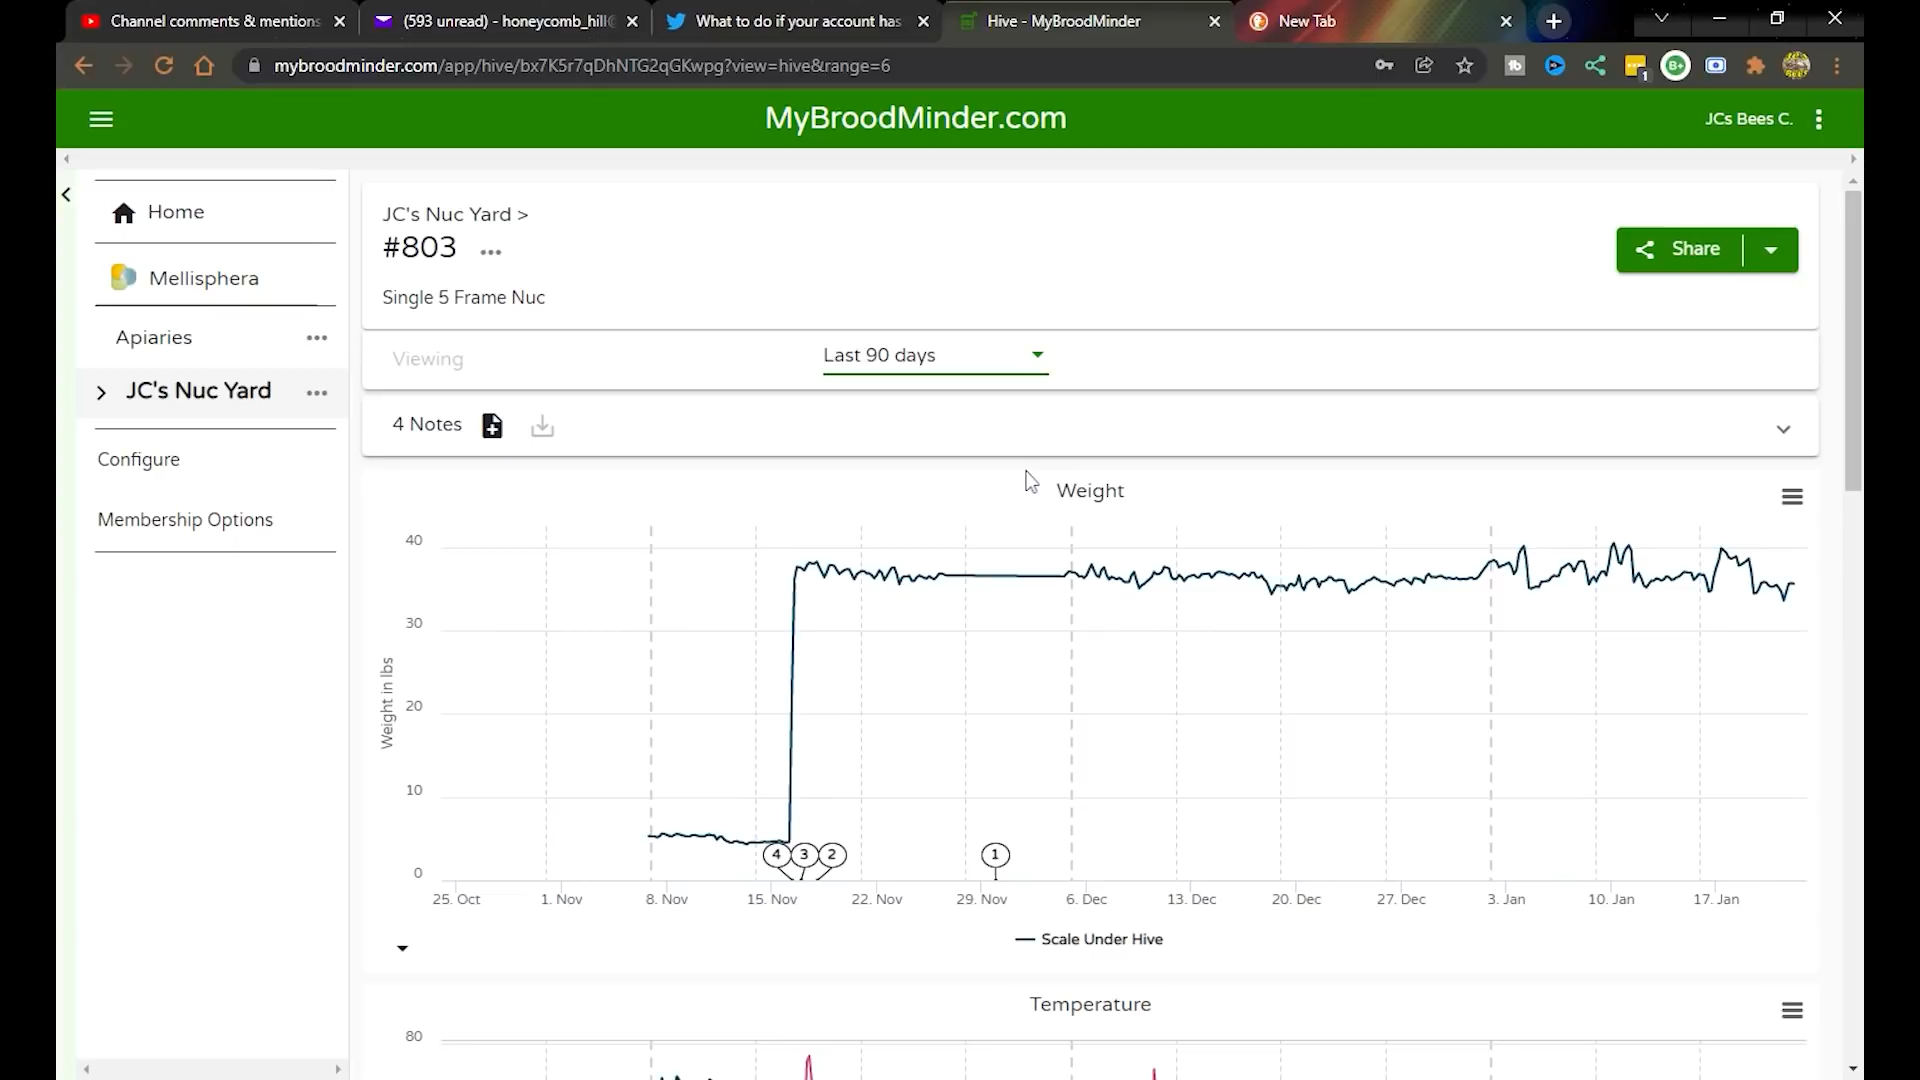 Channel comments & mentions
(593 unread) - honeycomb_hill@
What to do if your account has
Hive - MyBroodMinder
New Tab
mybroodminder.com/app/hive/bx7K5r7qDhNTG2qGKwpg?view=hive&range=6
tb
1
B+
MyBroodMinder.com
JCs Bees C.
Home
Mellisphera
Apiaries
JC's Nuc Yard
Configure
Membership Options
JC's Nuc Yard >
#803
Single 5 Frame Nuc
Share
Viewing
Last 90 days
4 Notes
Weight
Weight in lbs
40
30
20
10
0
4 3 2 1
25. Oct 1. Nov 8. Nov 15. Nov 22. Nov 29. Nov 6. Dec 13. Dec 20. Dec 27. Dec 3. Jan 10. Jan 17. Jan
Scale Under Hive
Temperature
80